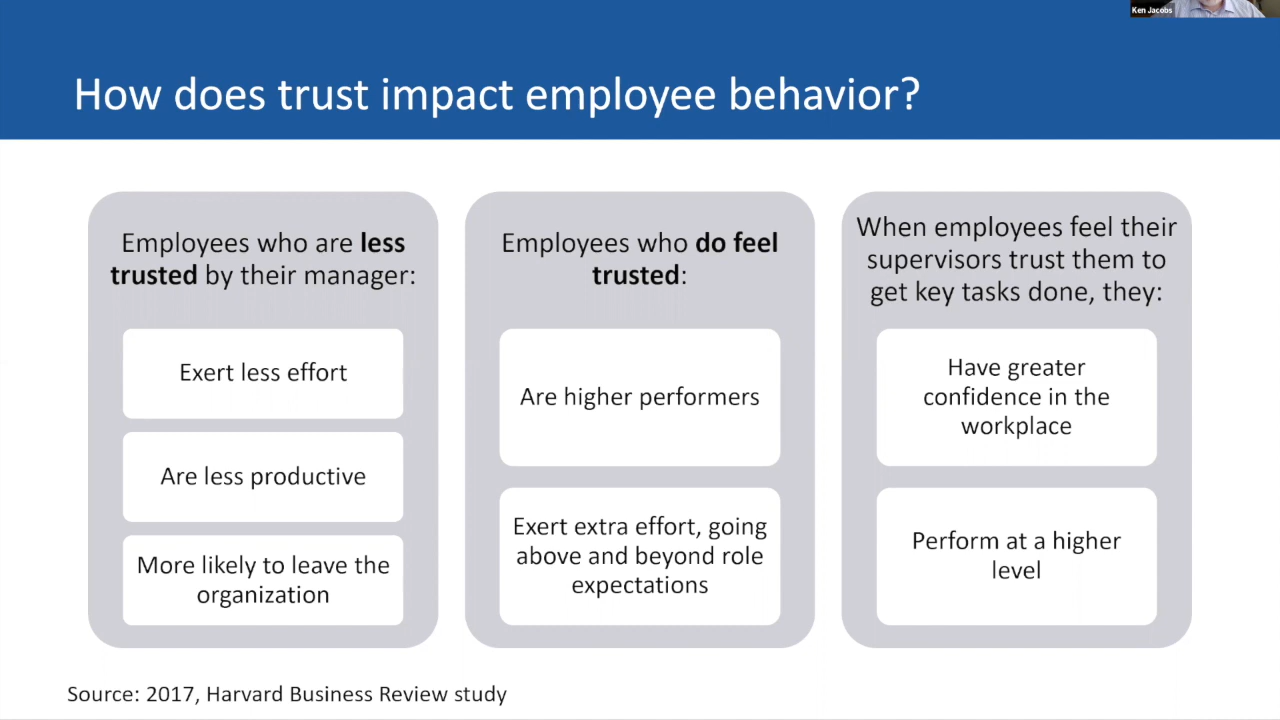 Ken Jacobs
How does trust impact employee behavior?
Employees who are less
trusted by their manager:
Exert less effort
Are less productive
More likely to leave the
organization
Employees who do feel
trusted:
Are higher performers
Exert extra effort, going
above and beyond role
expectations
When employees feel their
supervisors trust them to
get key tasks done, they:
Have greater
confidence in the
workplace
Perform at a higher
level
Source: 2017, Harvard Business Review study